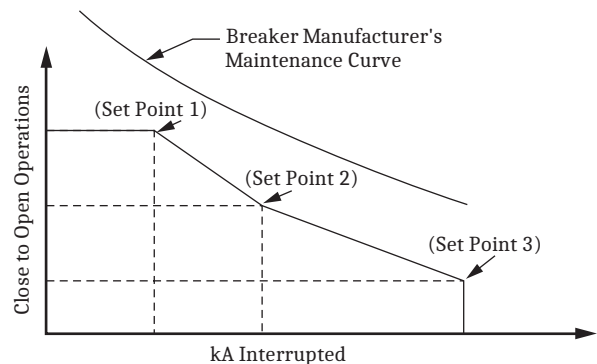 Breaker Manufacturer's
Maintenance Curve
(Set Point 1)
(Set Point 2)
(Set Point 3)
Close to Open Operations
kA Interrupted